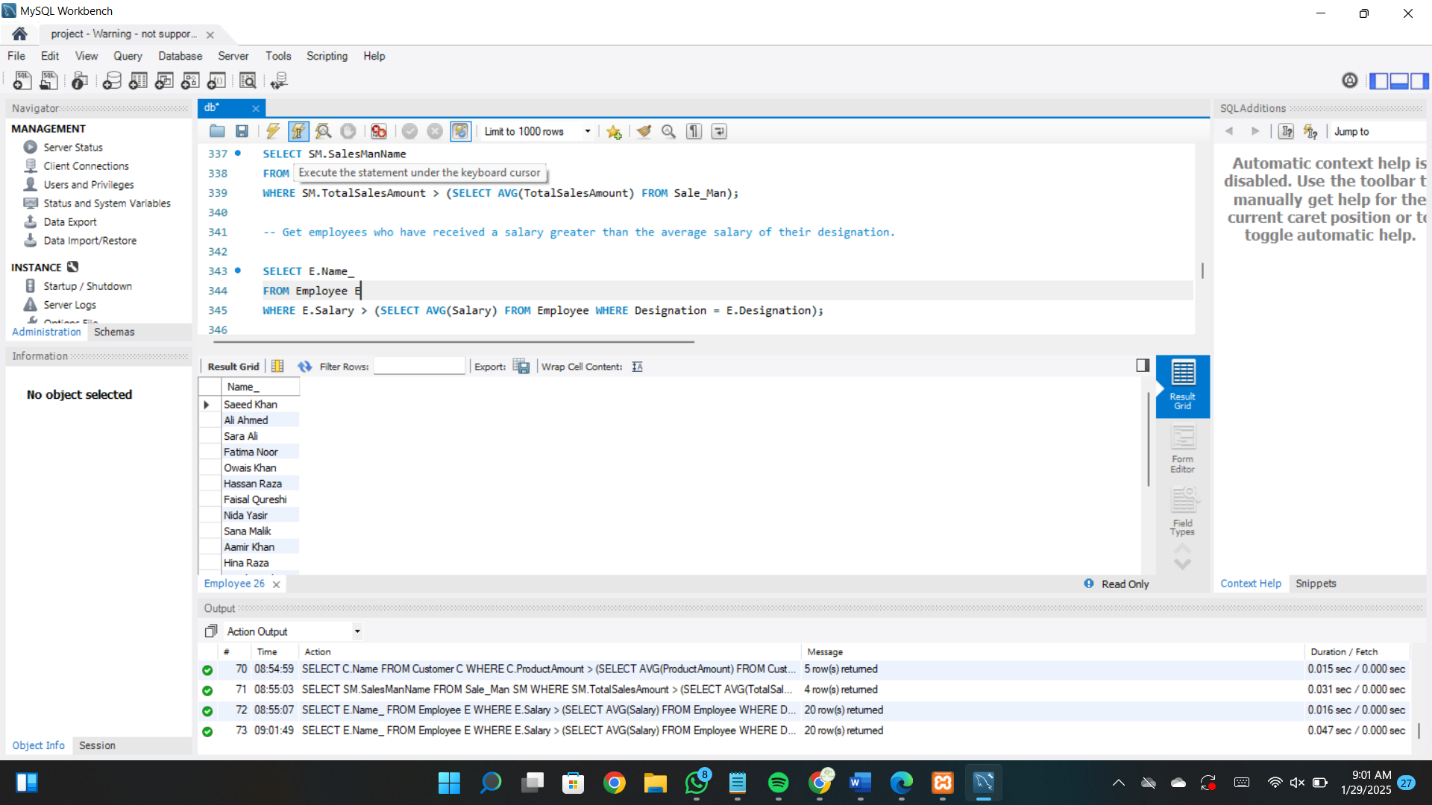 MySQL Workbench
project - Warning - not suppor...
File Edit View Query Database Server Tools Scripting Help
Navigator
MANAGEMENT
Server Status
Client Connections
Users and Privileges
Status and System Variables
Data Export
Data Import/Restore
INSTANCE
Startup / Shutdown
Server Logs
Options File
Administration Schemas
Information
No object selected
Object Info Session
db*
Limit to 1000 rows
337 SELECT SM.SalesManName
338 FROM
Execute the statement under the keyboard cursor
339 WHERE SM.TotalSalesAmount > (SELECT AVG(TotalSalesAmount) FROM Sale_Man);
340
341 -- Get employees who have received a salary greater than the average salary of their designation.
342
343 SELECT E.Name_
344 FROM Employee E
345 WHERE E.Salary > (SELECT AVG(Salary) FROM Employee WHERE Designation = E.Designation);
346
Result Grid Filter Rows: Export: Wrap Cell Content:
Name_
Saeed Khan
Ali Ahmed
Sara Ali
Fatima Noor
Owais Khan
Hassan Raza
Faisal Qureshi
Nida Yasir
Sana Malik
Aamir Khan
Hina Raza
Result
Grid
Form
Editor
Field
Types
Employee 26 Read Only
SQLAdditions
Jump to
Automatic context help is
disabled. Use the toolbar t
manually get help for the
current caret position or to
toggle automatic help.
Context Help Snippets
Output
Action Output
# Time Action Message Duration / Fetch
70 08:54:59 SELECT C.Name FROM Customer C WHERE C.ProductAmount > (SELECT AVG(ProductAmount) FROM Cust... 5 row(s) returned 0.015 sec / 0.000 sec
71 08:55:03 SELECT SM.SalesManName FROM Sale_Man SM WHERE SM.TotalSalesAmount > (SELECT AVG(TotalSal... 4 row(s) returned 0.031 sec / 0.000 sec
72 08:55:07 SELECT E.Name_ FROM Employee E WHERE E.Salary > (SELECT AVG(Salary) FROM Employee WHERE D... 20 row(s) returned 0.016 sec / 0.000 sec
73 09:01:49 SELECT E.Name_ FROM Employee E WHERE E.Salary > (SELECT AVG(Salary) FROM Employee WHERE D... 20 row(s) returned 0.047 sec / 0.000 sec
8
9:01 AM
1/29/2025
27